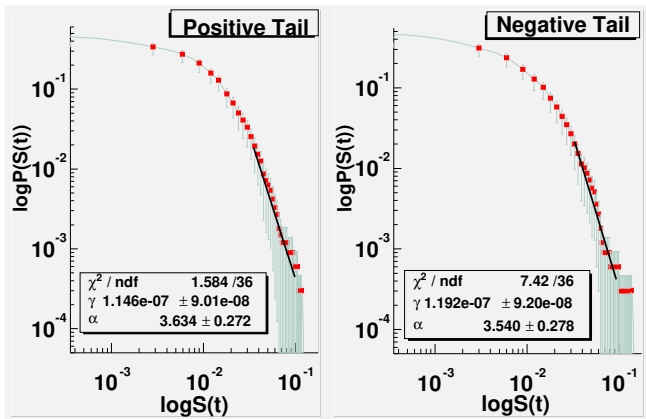 Positive Tail
logP(S(t))
10⁻¹
10⁻²
10⁻³
10⁻⁴
χ² / ndf 1.584 /36
γ 1.146e-07 ± 9.01e-08
α 3.634 ± 0.272
10⁻³ 10⁻² 10⁻¹
logS(t)
Negative Tail
logP(S(t))
10⁻¹
10⁻²
10⁻³
10⁻⁴
χ² / ndf 7.42 /36
γ 1.192e-07 ± 9.20e-08
α 3.540 ± 0.278
10⁻³ 10⁻² 10⁻¹
logS(t)